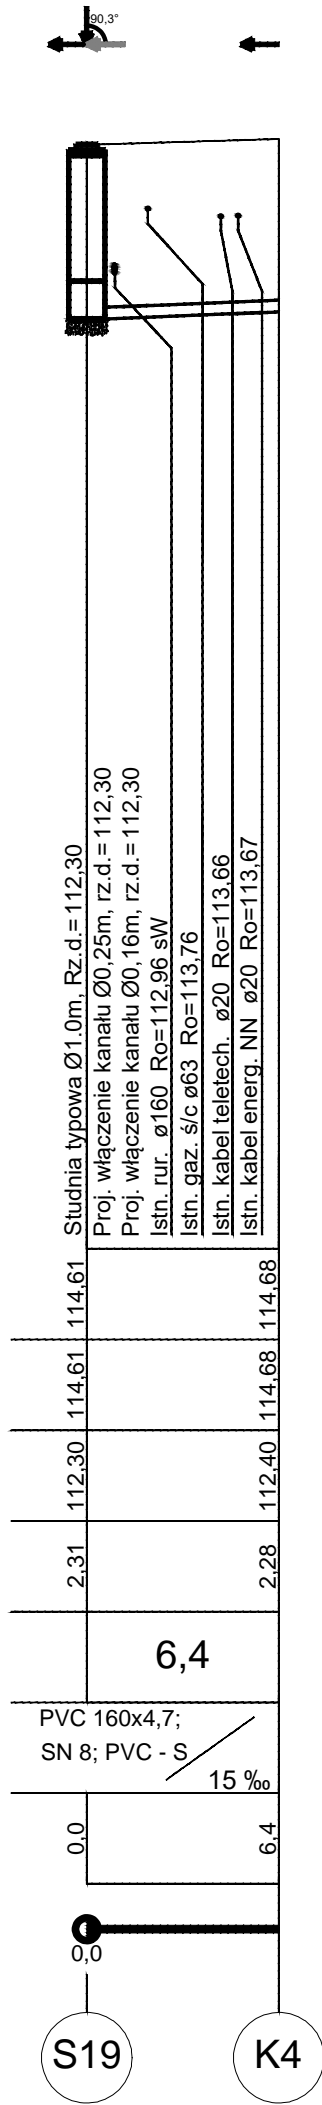 90,3°
Studnia typowa Ø1.0m, Rz.d.=112,30
Proj. włączenie kanału Ø0,25m, rz.d.=112,30
Proj. włączenie kanału Ø0,16m, rz.d.=112,30
Istn. rur. ø160 Ro=112,96 sW
Istn. gaz. ś/c ø63 Ro=113,76
Istn. kabel teletech. ø20 Ro=113,66
Istn. kabel energ. NN ø20 Ro=113,67
114,61 114,68
114,61 114,68
112,30 112,40
2,31 2,28
6,4
PVC 160x4,7;
SN 8; PVC - S
15 ‰
0,0 6,4
0,0
S19 K4